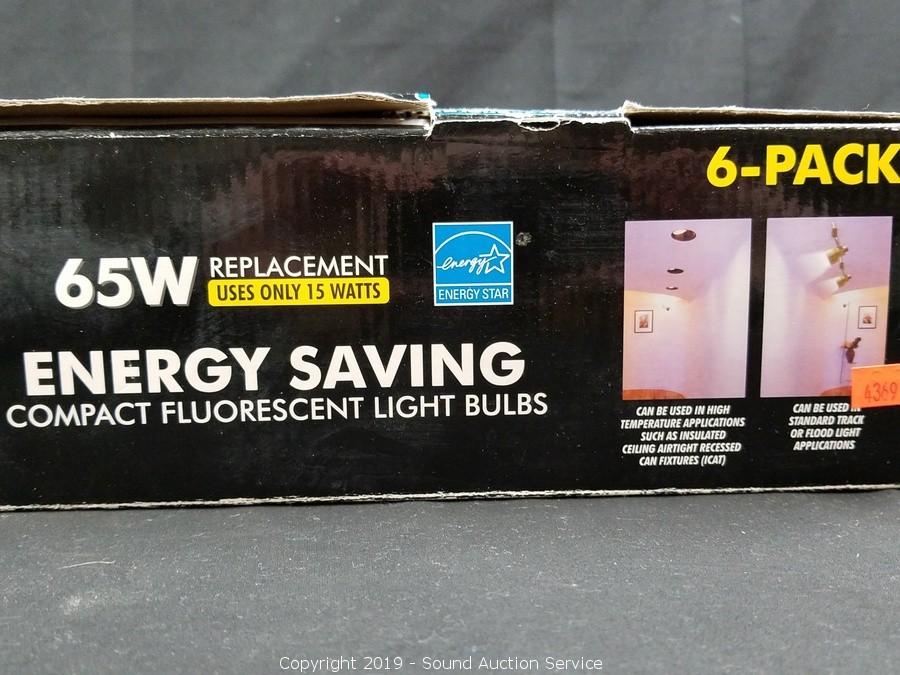 6-PACK
65W REPLACEMENT
USES ONLY 15 WATTS
energy
ENERGY STAR
ENERGY SAVING
COMPACT FLUORESCENT LIGHT BULBS
CAN BE USED IN HIGH
TEMPERATURE APPLICATIONS
SUCH AS INSULATED
CEILING AIRTIGHT RECESSED
CAN FIXTURES (ICAT)
CAN BE USED
STANDARD TRACK
OR FLOOD LIGHT
APPLICATIONS
4369
Copyright 2019 - Sound Auction Service